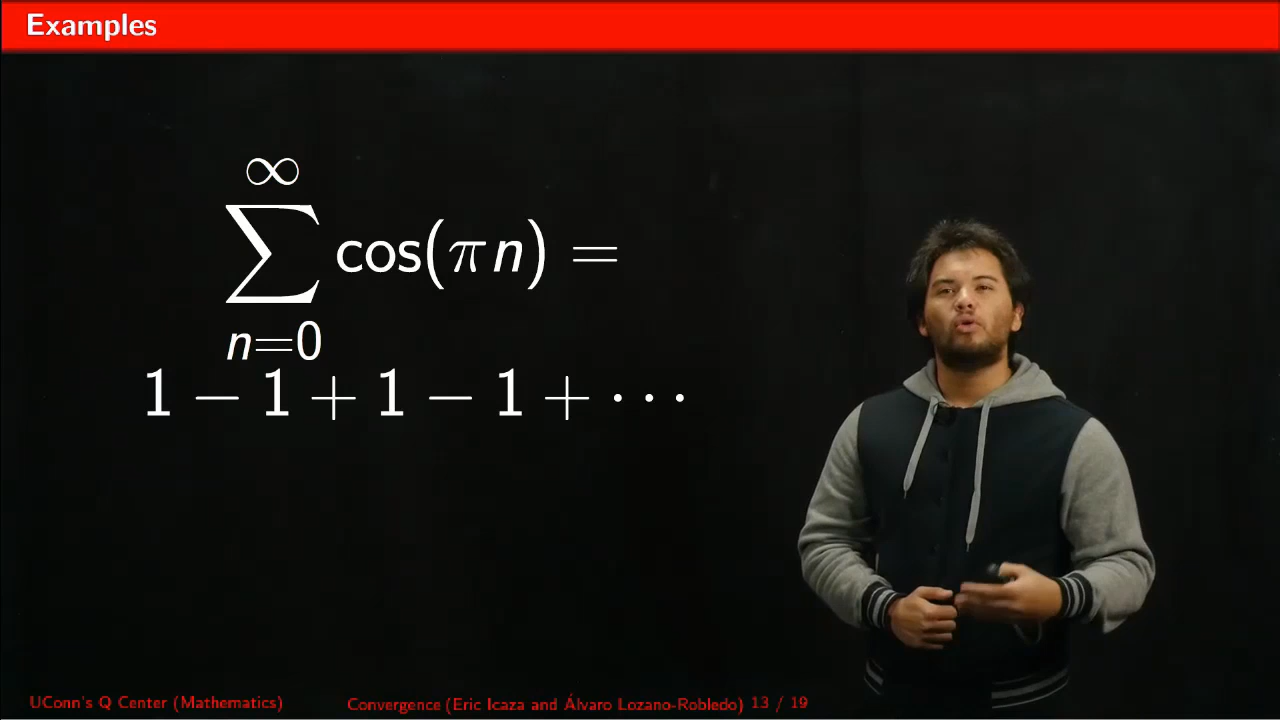 Examples
∞
∑ cos(πn) =
n=0
1 − 1 + 1 − 1 + ⋯
UConn's Q Center (Mathematics) Convergence (Eric Icaza and Álvaro Lozano-Robledo) 13 / 19